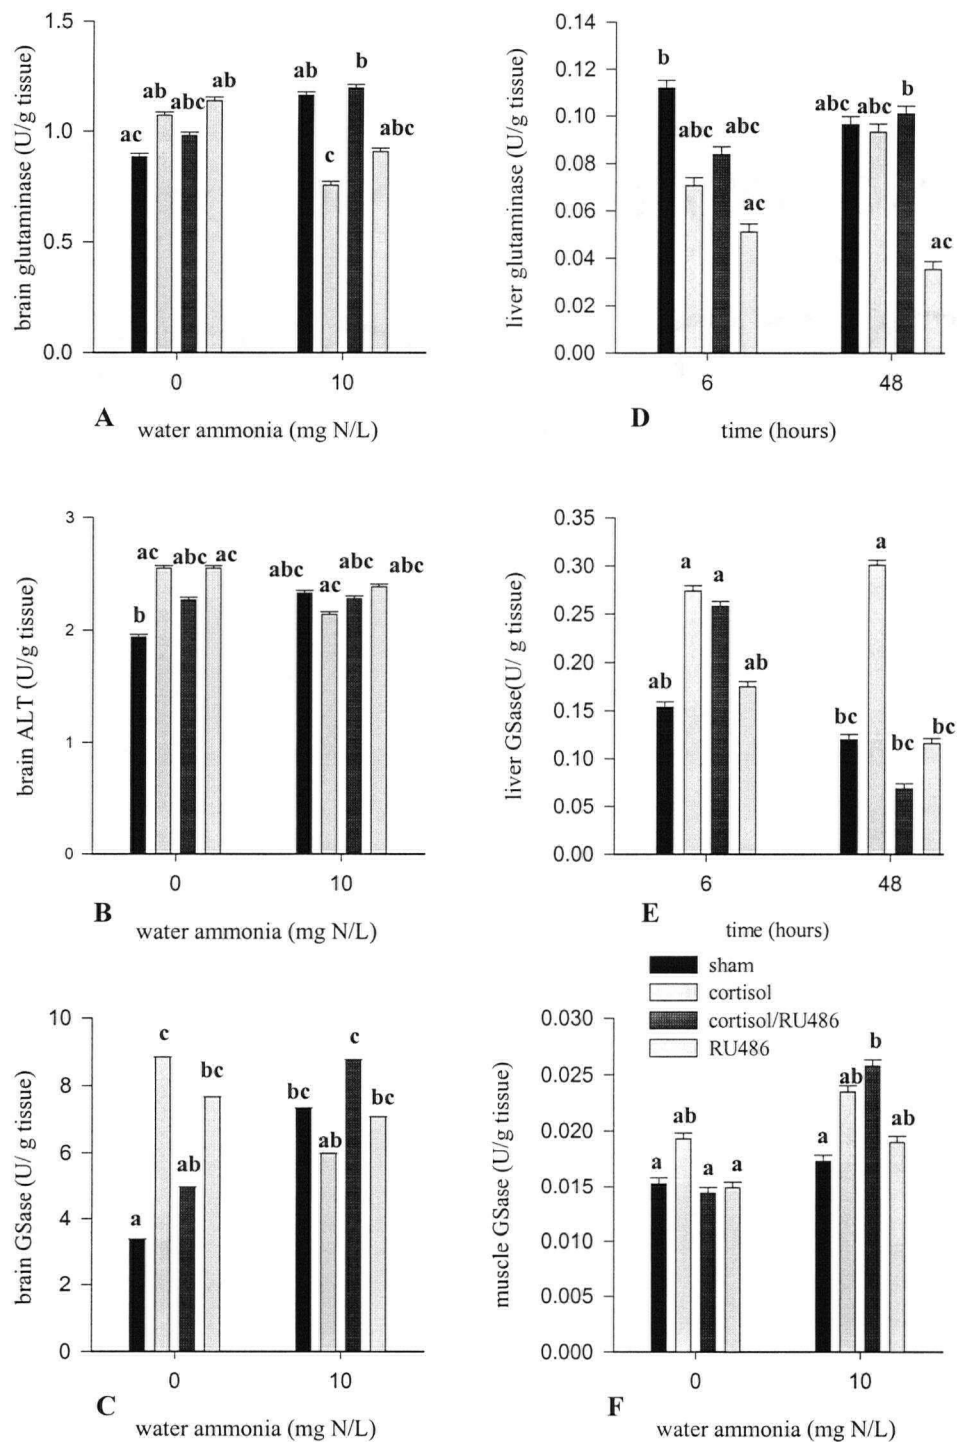 1.5
1.0
0.5
0.0
brain glutaminase (U/g tissue)
ac
ab
abc
ab
ab
c
b
abc
0
10
A
water ammonia (mg N/L)
0.14
0.12
0.10
0.08
0.06
0.04
0.02
0.00
liver glutaminase (U/g tissue)
b
abc
abc
ac
abc
abc
b
ac
6
48
D
time (hours)
3
2
1
0
brain ALT (U/g tissue)
b
ac
abc
ac
abc
ac
abc
abc
0
10
B
water ammonia (mg N/L)
0.35
0.30
0.25
0.20
0.15
0.10
0.05
0.00
liver GSase(U/ g tissue)
ab
a
a
ab
bc
a
bc
bc
6
48
E
time (hours)
sham
cortisol
cortisol/RU486
RU486
10
8
6
4
2
0
brain GSase (U/ g tissue)
a
c
ab
bc
bc
ab
c
bc
0
10
C
water ammonia (mg N/L)
0.030
0.025
0.020
0.015
0.010
0.005
0.000
muscle GSase (U/g tissue)
a
ab
a
a
a
ab
b
ab
0
10
F
water ammonia (mg N/L)